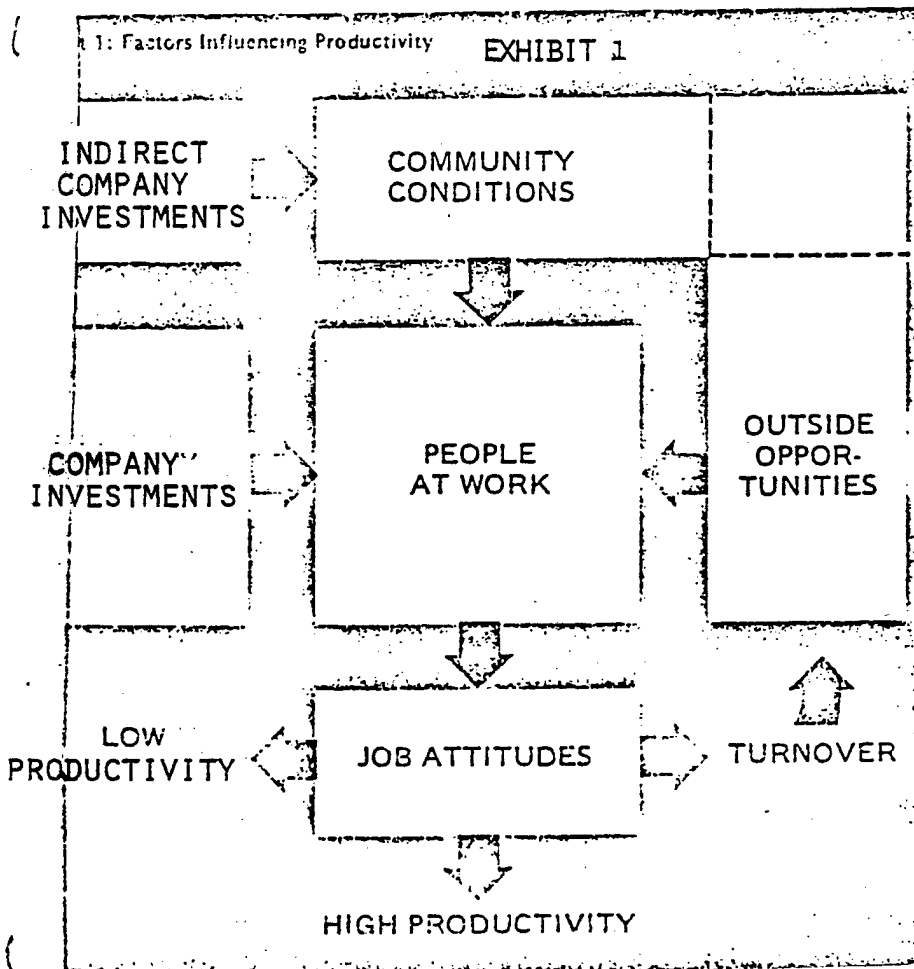 1: Factors Influencing Productivity
EXHIBIT 1
INDIRECT
COMPANY
INVESTMENTS
COMMUNITY
CONDITIONS
COMPANY
INVESTMENTS
PEOPLE
AT WORK
OUTSIDE
OPPOR-
TUNITIES
LOW
PRODUCTIVITY
JOB ATTITUDES
TURNOVER
HIGH PRODUCTIVITY